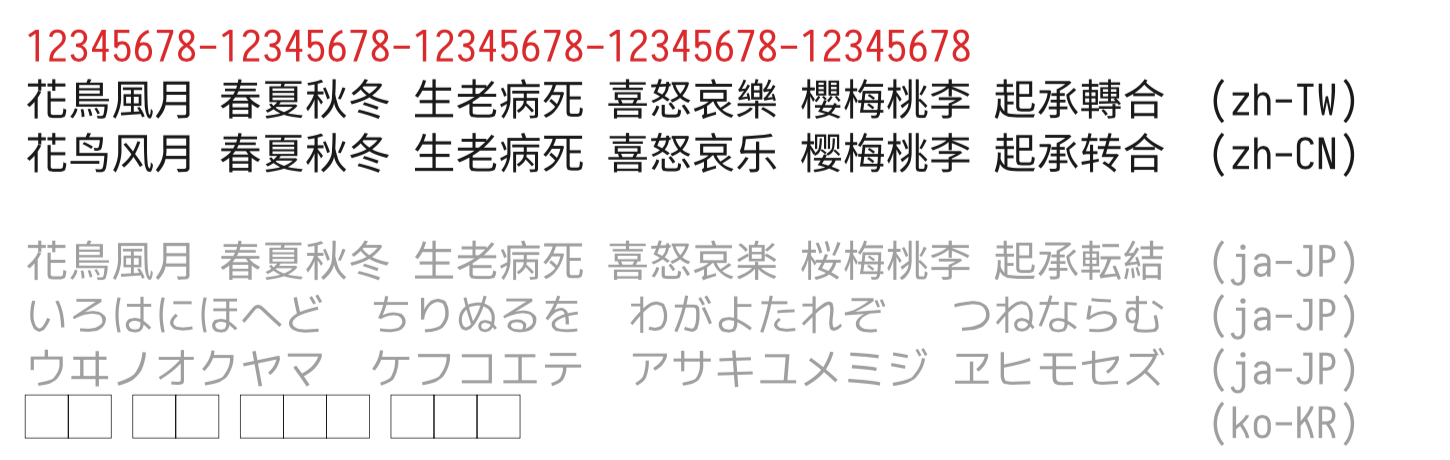 12345678-12345678-12345678-12345678-12345678
花鳥風月 春夏秋冬 生老病死 喜怒哀樂 櫻梅桃李 起承轉合 (zh-TW)
花鸟风月 春夏秋冬 生老病死 喜怒哀乐 樱梅桃李 起承转合 (zh-CN)
花鳥風月 春夏秋冬 生老病死 喜怒哀楽 桜梅桃李 起承転結 (ja-JP)
いろはにほへど ちりぬるを わがよたれぞ つねならむ (ja-JP)
ウヰノオクヤマ ケフコエテ アサキユメミジ ヱヒモセズ (ja-JP)
(ko-KR)